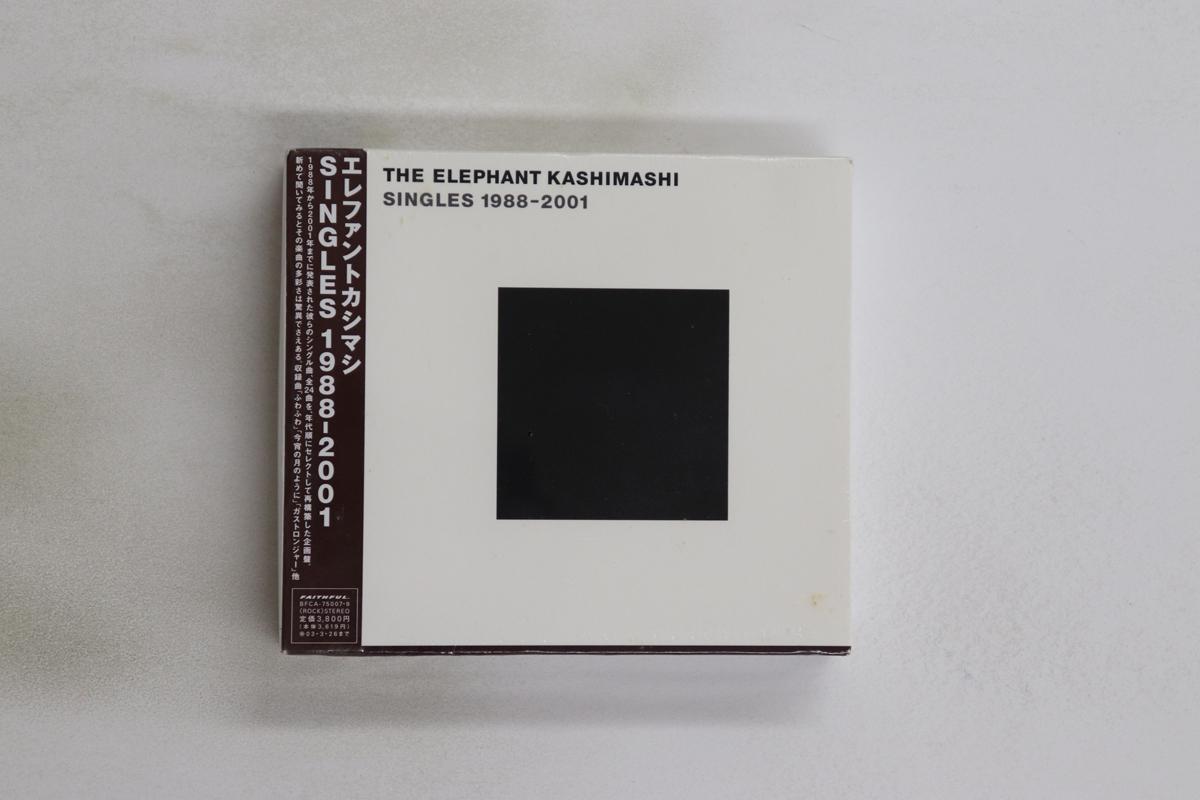 エレファントカシマシ
SINGLES 1988-2001
1988年から2001年までに発表された彼らのシングル曲、全24曲を、年代順にセレクトして再構築した企画盤。
新めて聞いてみるとその楽曲の多彩さは驚異でさえある。収録曲「ふわふわ」「今宵の月のように」「ガストロンジャー」他
FAITHFUL.
BFCA-75007・9
(ROCK)STEREO
定価3,800円
(本体3,619円)
®03・3・26まで
THE ELEPHANT KASHIMASHI
SINGLES 1988-2001